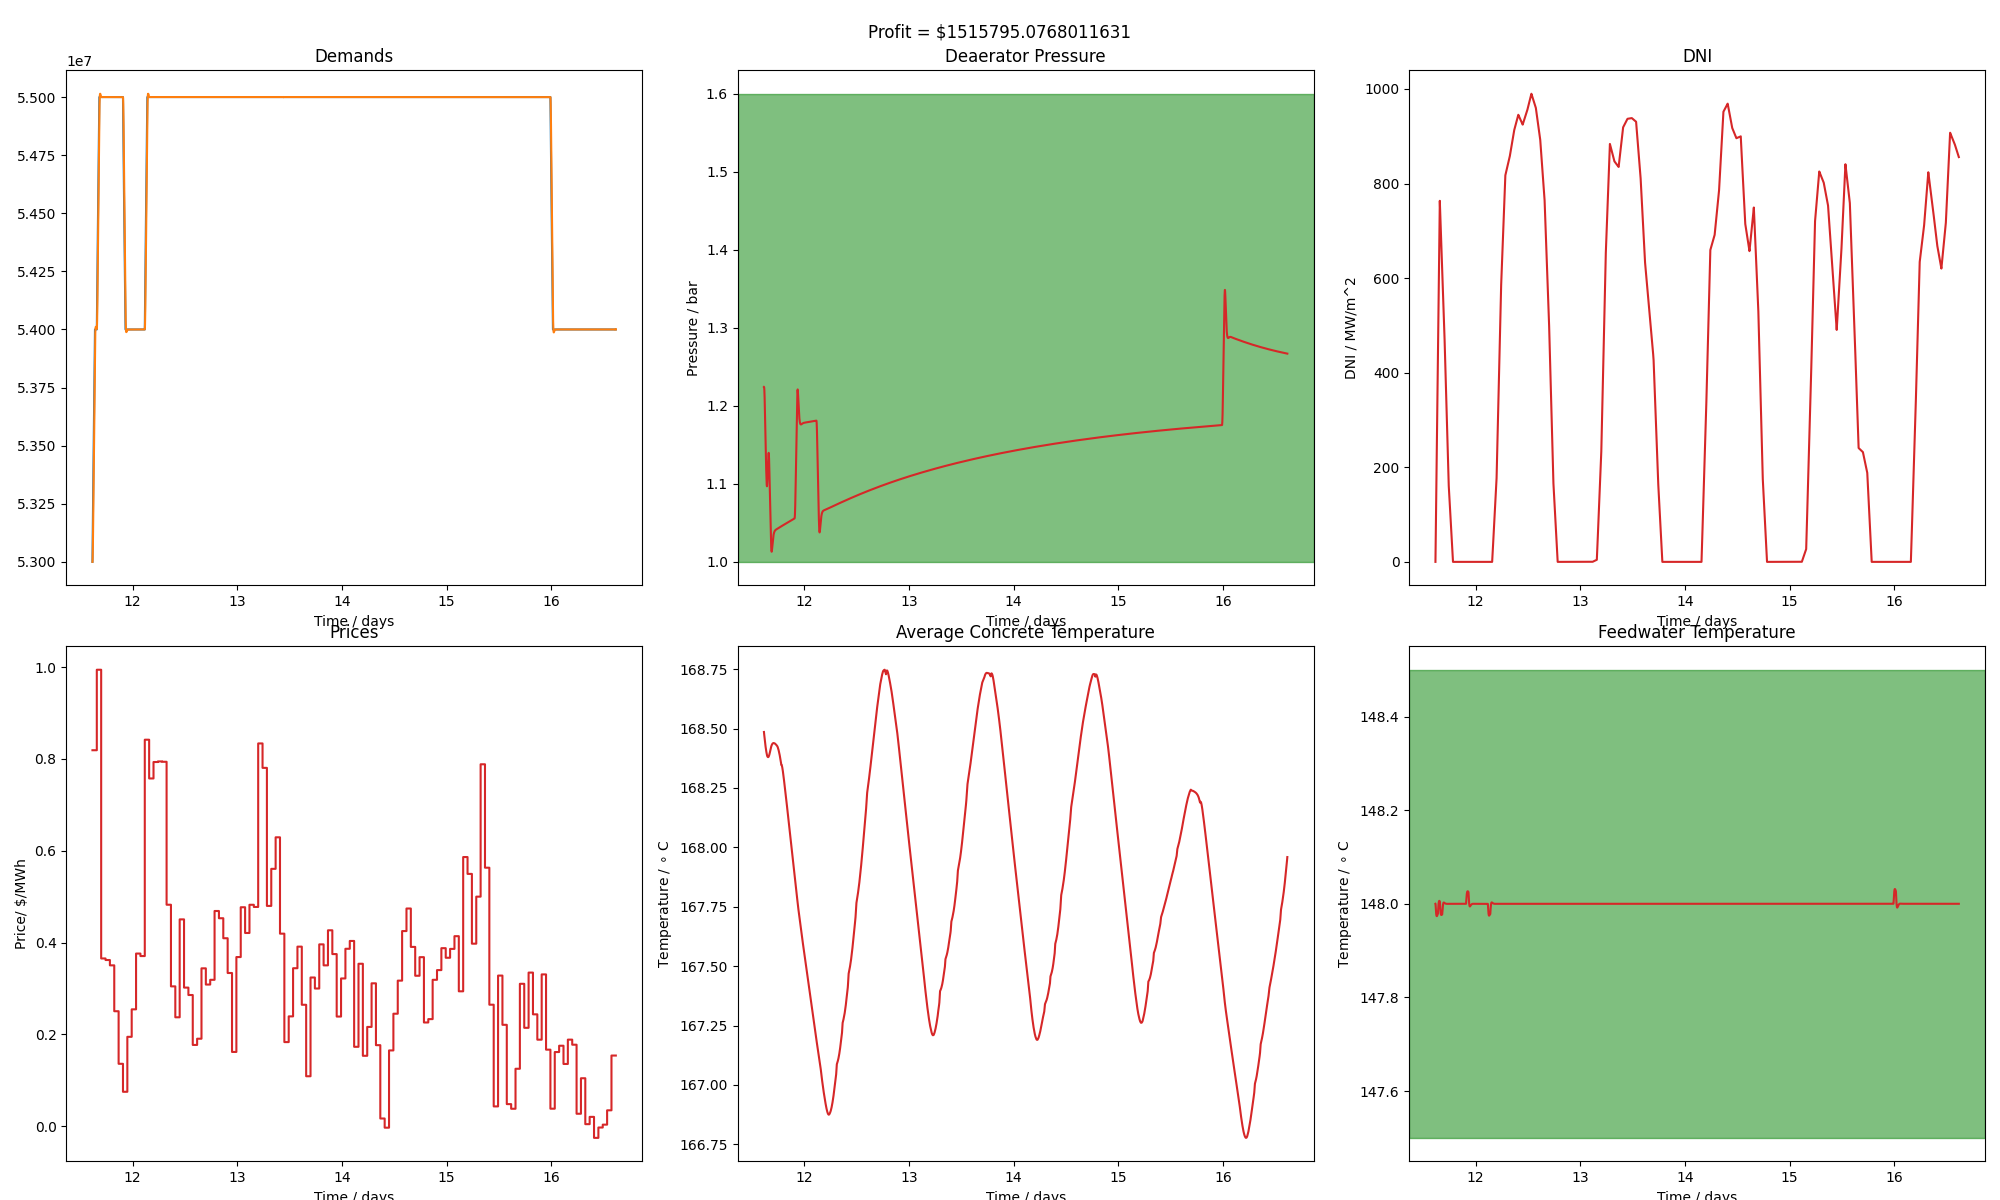 Profit = $1515795.0768011631
Demands
1e7
5.500
5.475
5.450
5.425
5.400
5.375
5.350
5.325
5.300
12 13 14 15 16
Time / days
Deaerator Pressure
Pressure / bar
1.6
1.5
1.4
1.3
1.2
1.1
1.0
12 13 14 15 16
Time / days
DNI
DNI / MW/m^2
1000
800
600
400
200
0
12 13 14 15 16
Time / days
Prices
Price/ $/MWh
1.0
0.8
0.6
0.4
0.2
0.0
12 13 14 15 16
Time / days
Average Concrete Temperature
Temperature / ∘ C
168.75
168.50
168.25
168.00
167.75
167.50
167.25
167.00
166.75
12 13 14 15 16
Time / days
Feedwater Temperature
Temperature / ∘ C
148.4
148.2
148.0
147.8
147.6
12 13 14 15 16
Time / days